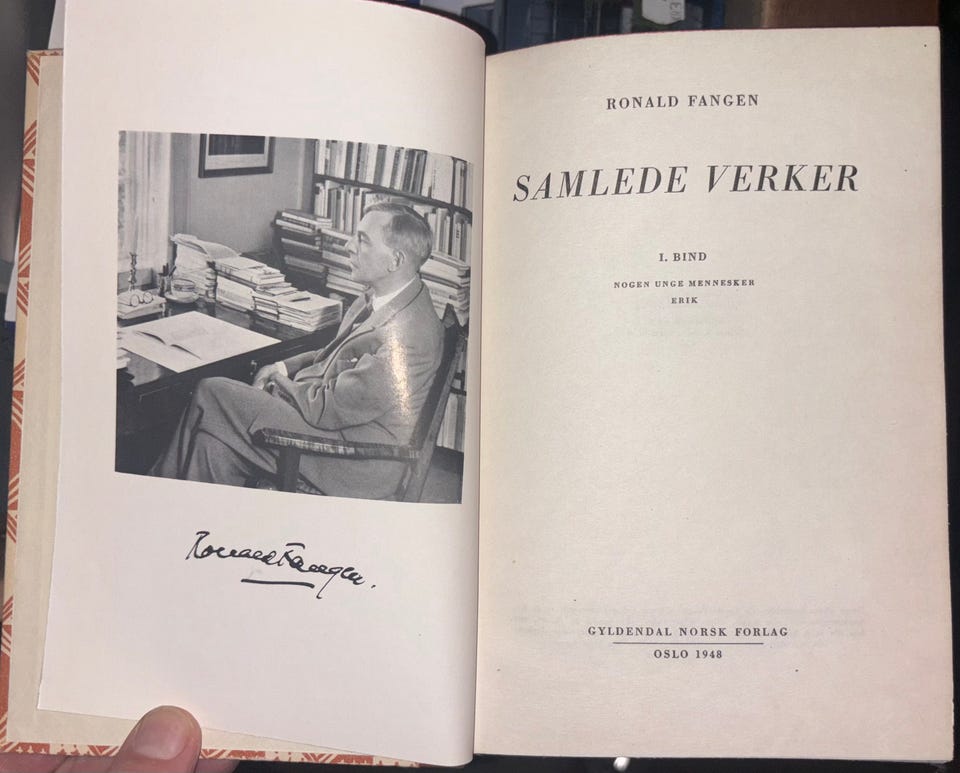 Ronald Fangen.
RONALD FANGEN
SAMLEDE VERKER
I. BIND
NOGEN UNGE MENNESKER
ERIK
GYLDENDAL NORSK FORLAG
OSLO 1948